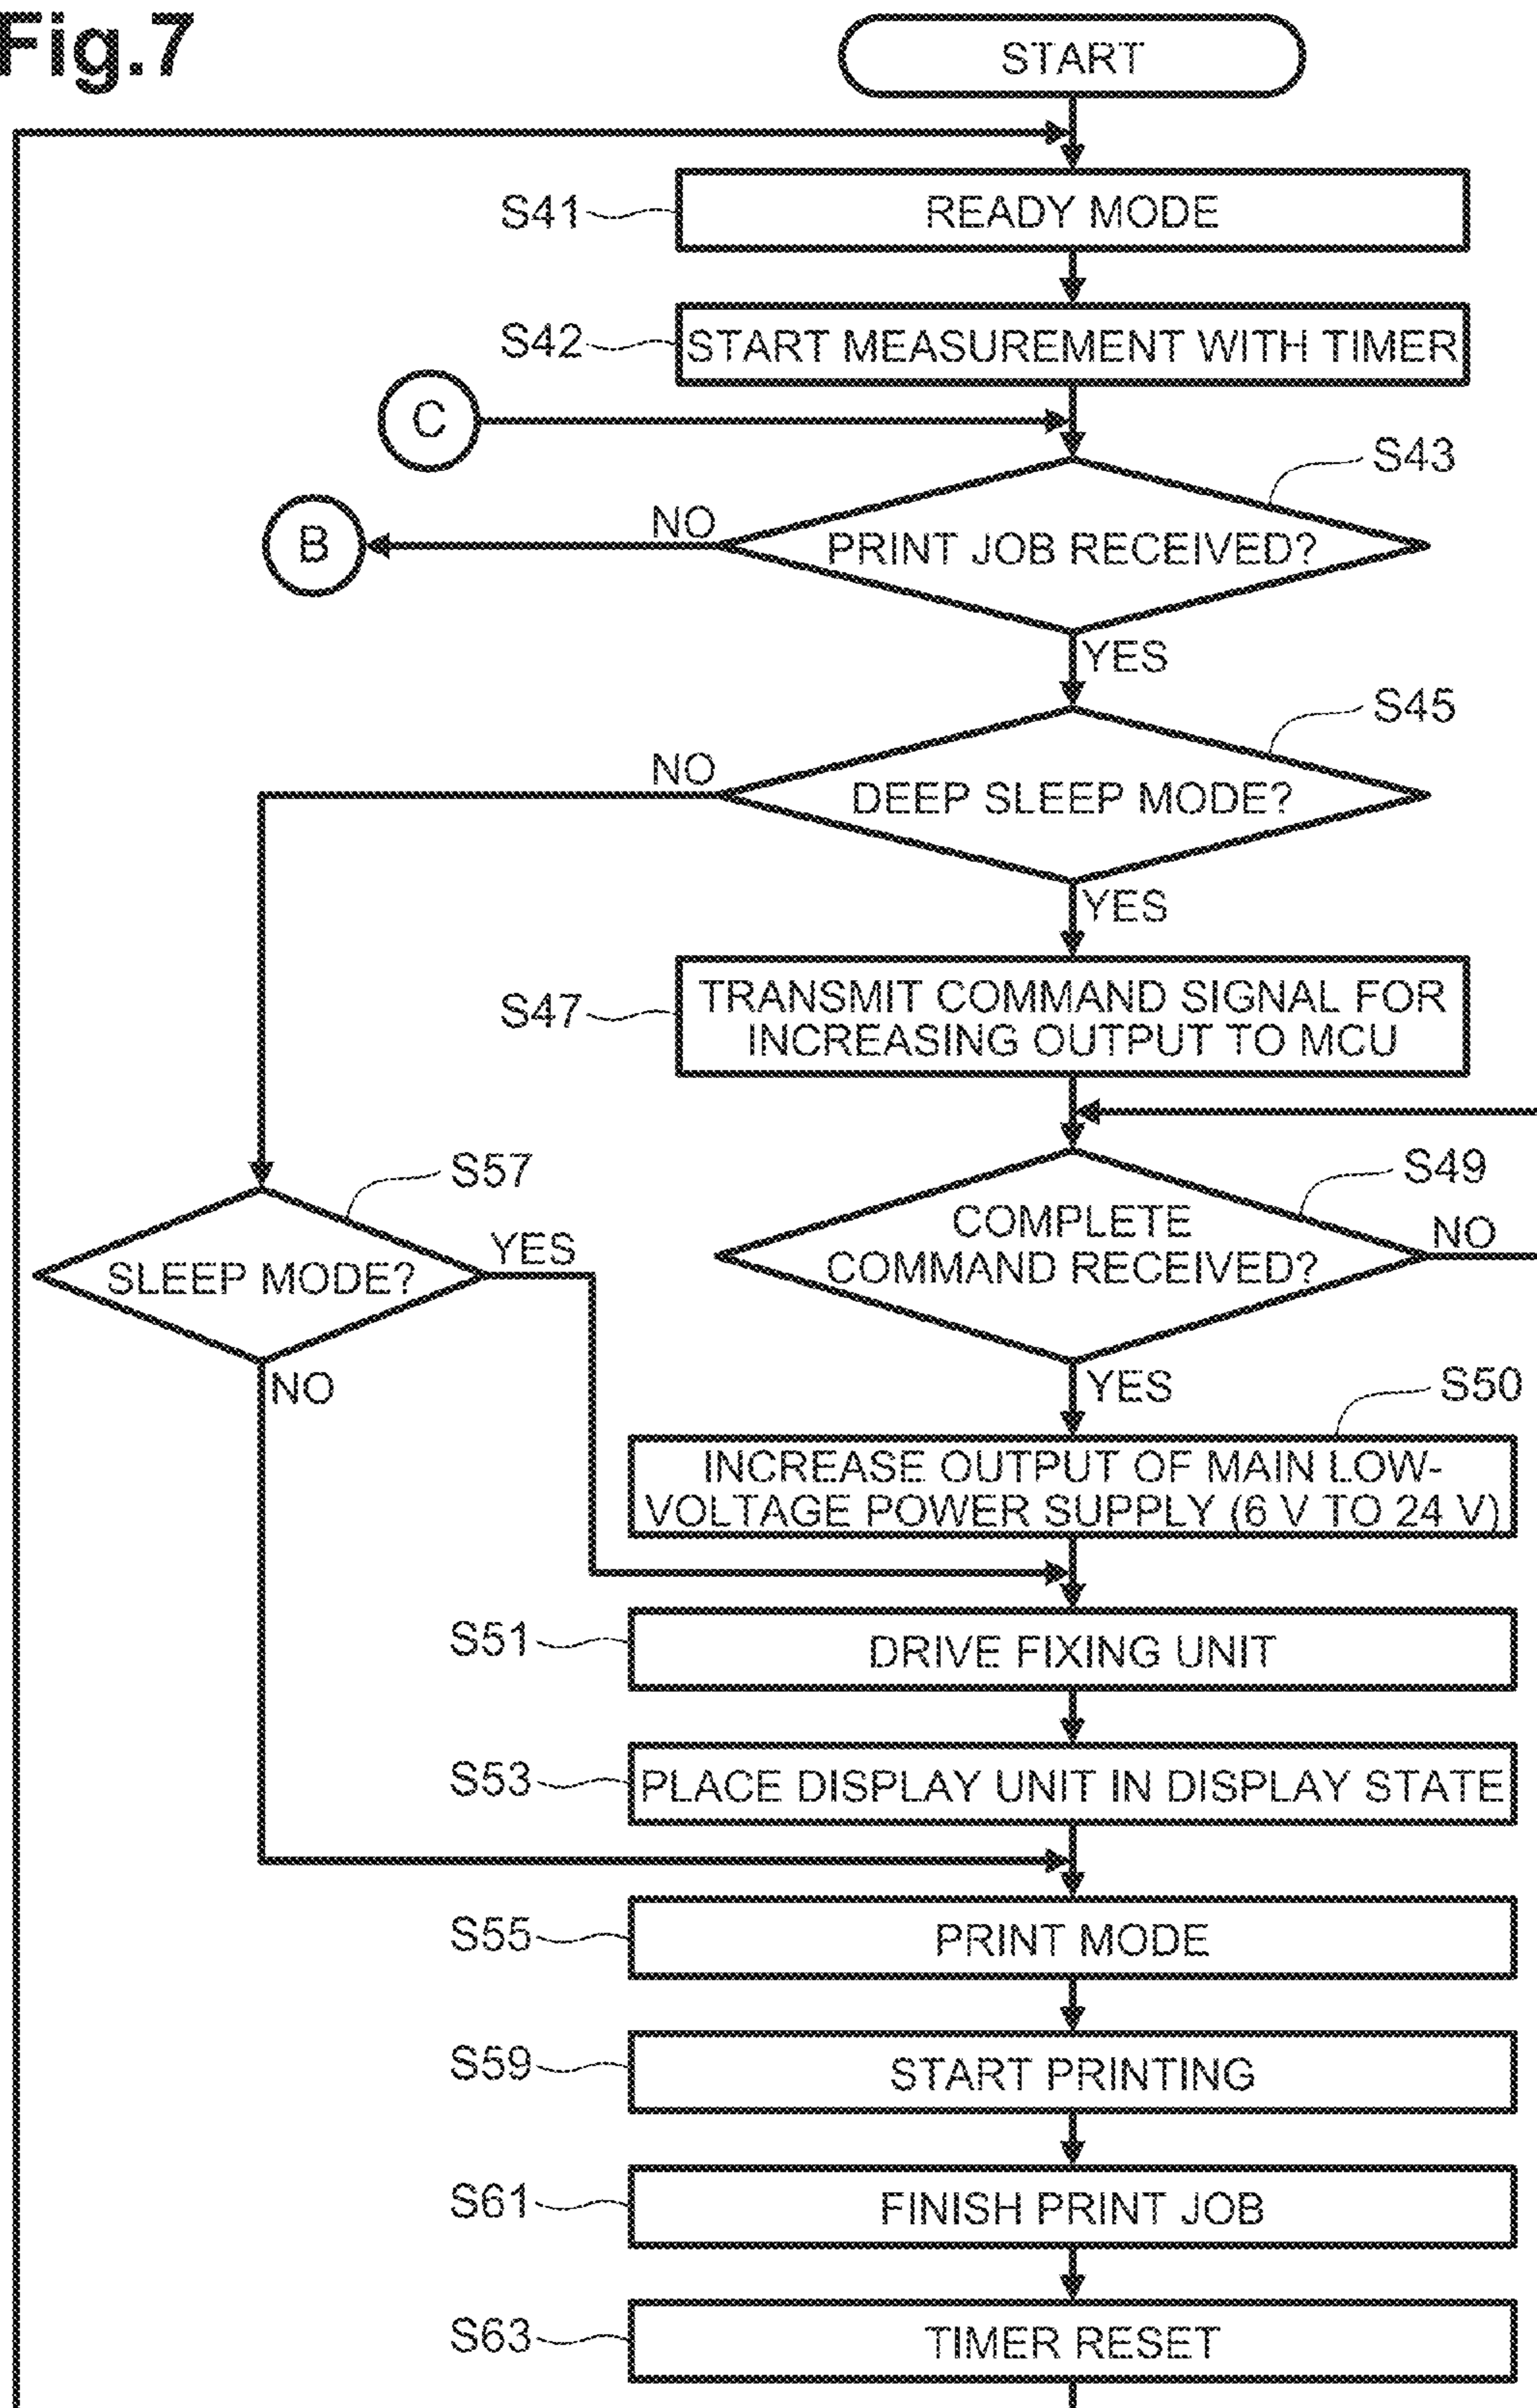 Fig.7
START
S41
READY MODE
S42
START MEASUREMENT WITH TIMER
C
S43
B
NO
PRINT JOB RECEIVED?
YES
S45
NO
DEEP SLEEP MODE?
YES
S47
TRANSMIT COMMAND SIGNAL FOR
INCREASING OUTPUT TO MCU
S57
S49
SLEEP MODE?
YES
COMPLETE
COMMAND RECEIVED?
NO
NO
YES
S50
INCREASE OUTPUT OF MAIN LOW-
VOLTAGE POWER SUPPLY (6 V TO 24 V)
S51
DRIVE FIXING UNIT
S53
PLACE DISPLAY UNIT IN DISPLAY STATE
S55
PRINT MODE
S59
START PRINTING
S61
FINISH PRINT JOB
S63
TIMER RESET